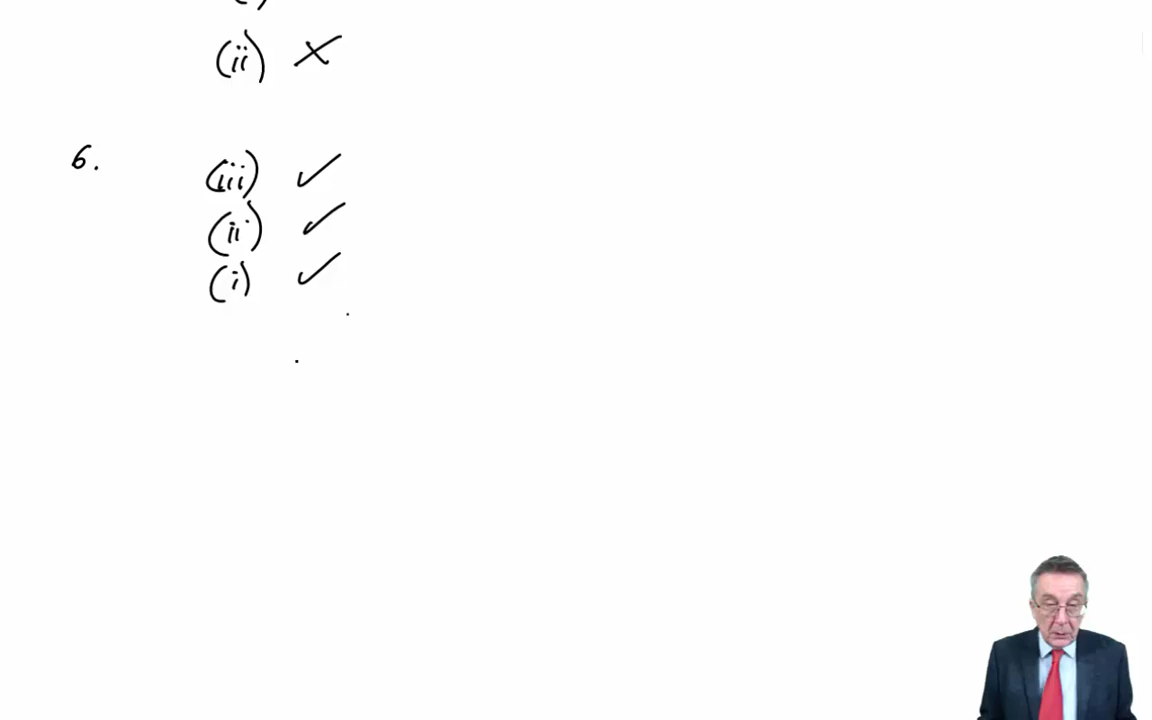 (ii) ✗
6. (iii) ✓
(ii) ✓
(i) ✓